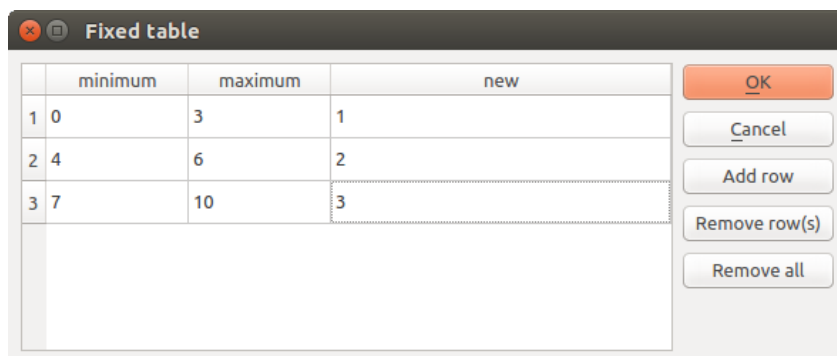 Fixed table
minimum maximum new
1 0 3 1
2 4 6 2
3 7 10 3
OK
Cancel
Add row
Remove row(s)
Remove all